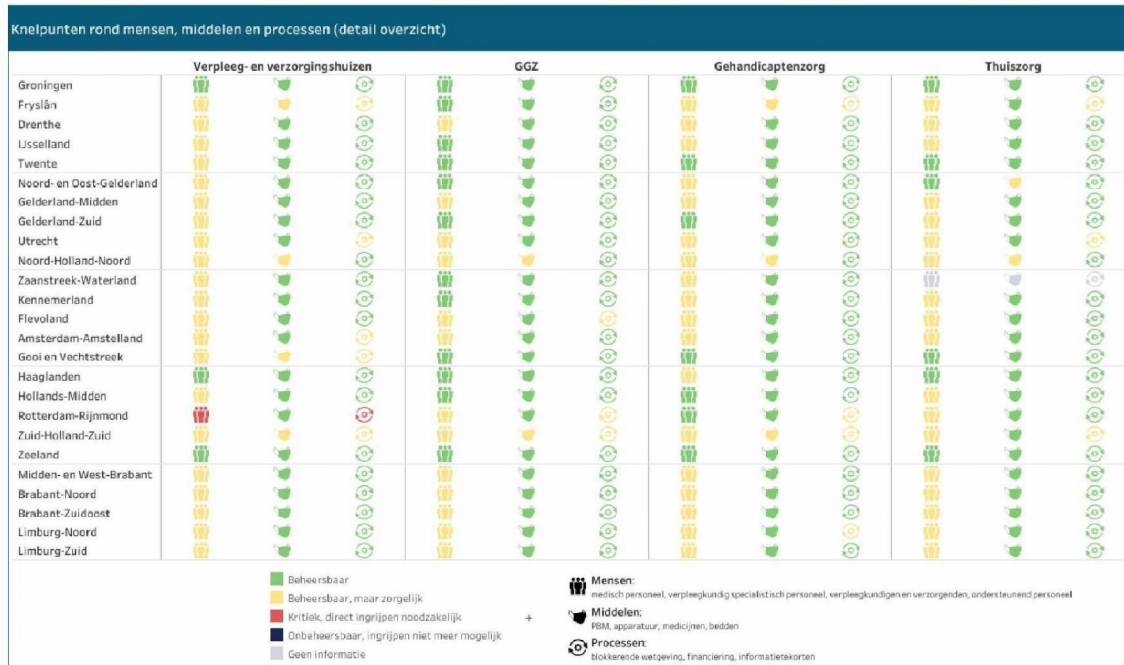 Knelpunten rond mensen, middelen en processen (detail overzicht)
Verpleeg- en verzorgingshuizen GGZ Gehandicaptenzorg Thuiszorg
Groningen
Fryslân
Drenthe
IJsselland
Twente
Noord- en Oost-Gelderland
Gelderland-Midden
Gelderland-Zuid
Utrecht
Noord-Holland-Noord
Zaanstreek-Waterland
Kennemerland
Flevoland
Amsterdam-Amstelland
Gooi en Vechtstreek
Haaglanden
Hollands-Midden
Rotterdam-Rijnmond
Zuid-Holland-Zuid
Zeeland
Midden- en West-Brabant
Brabant-Noord
Brabant-Zuidoost
Limburg-Noord
Limburg-Zuid
Beheersbaar
Beheersbaar, maar zorgelijk
Kritiek, direct ingrijpen noodzakelijk +
Onbeheersbaar, ingrijpen niet meer mogelijk
Geen informatie
Mensen:
medisch personeel, verpleegkundig specialistisch personeel, verpleegkundigen en verzorgenden, ondersteunend personeel
Middelen:
PBM, apparatuur, medicijnen, bedden
Processen:
blokkerende wetgeving, financiering, informatietekorten